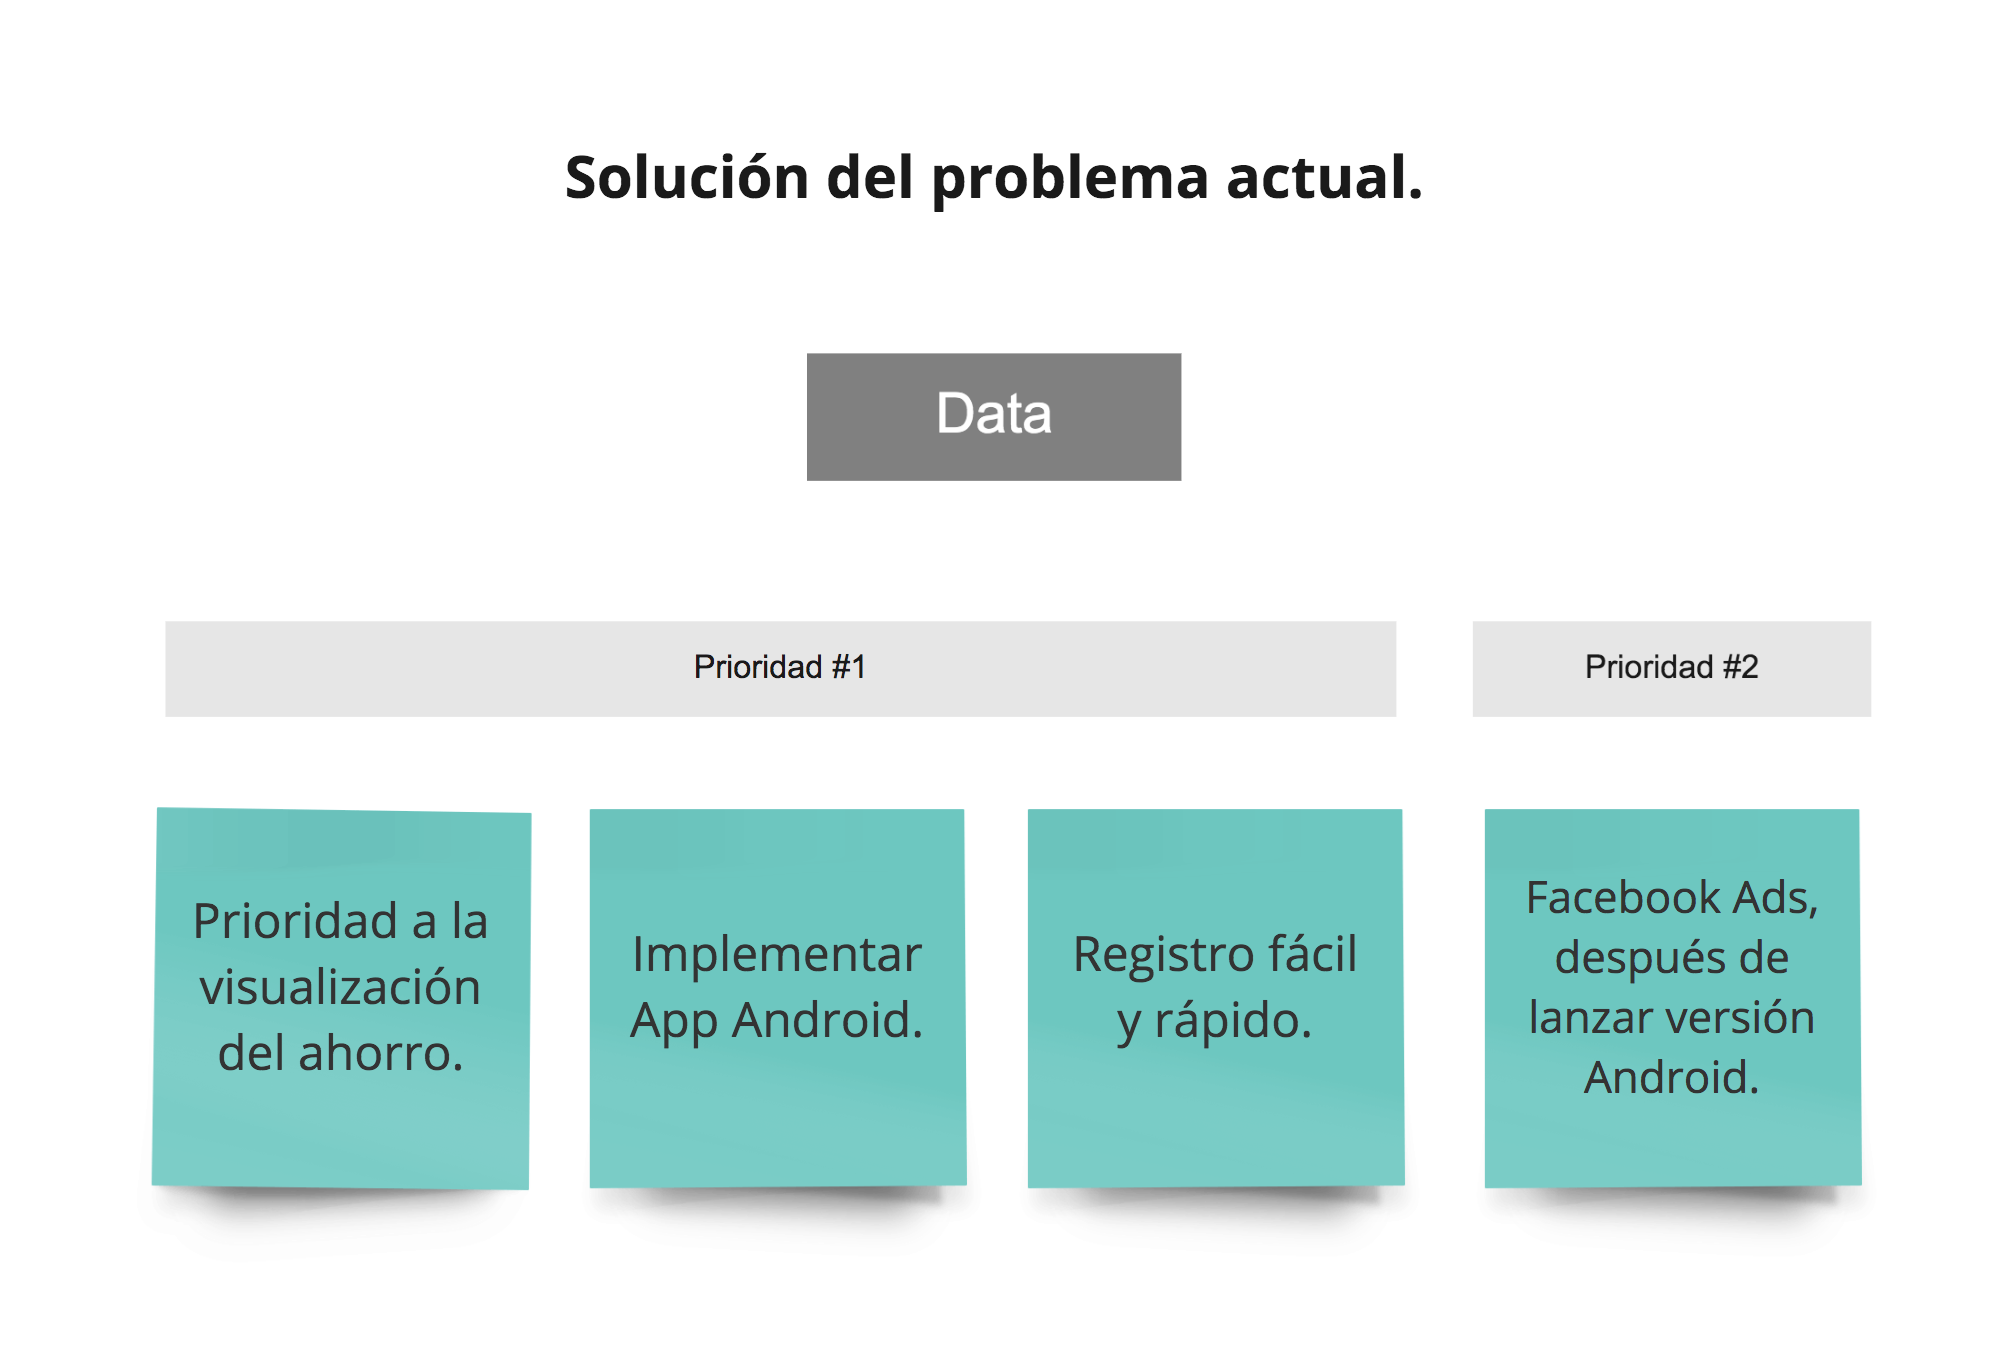 Solución del problema actual.
Data
Prioridad #1
Prioridad #2
Prioridad a la
visualización
del ahorro.
Implementar
App Android.
Registro fácil
y rápido.
Facebook Ads,
después de
lanzar versión
Android.